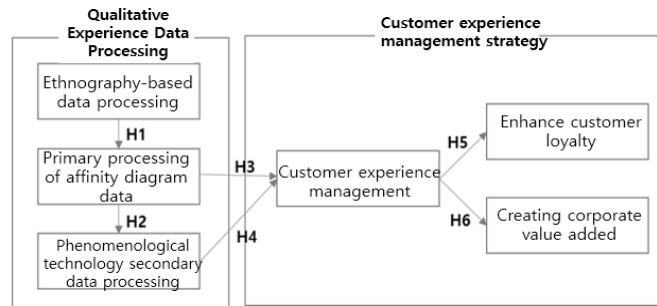 Qualitative
Experience Data
Processing
Customer experience
management strategy
Ethnography-based
data processing
H1
Primary processing
of affinity diagram
data
H2
Phenomenological
technology secondary
data processing
H3
H4
Customer experience
management
H5
H6
Enhance customer
loyalty
Creating corporate
value added